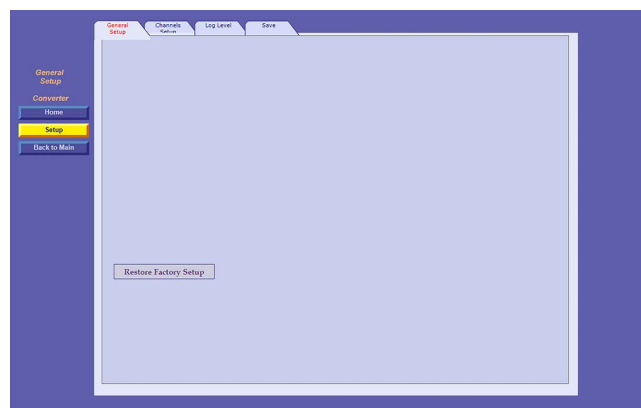 General Setup
Channels Setup
Log Level
Save
General
Setup
Converter
Home
Setup
Back to Main
Restore Factory Setup